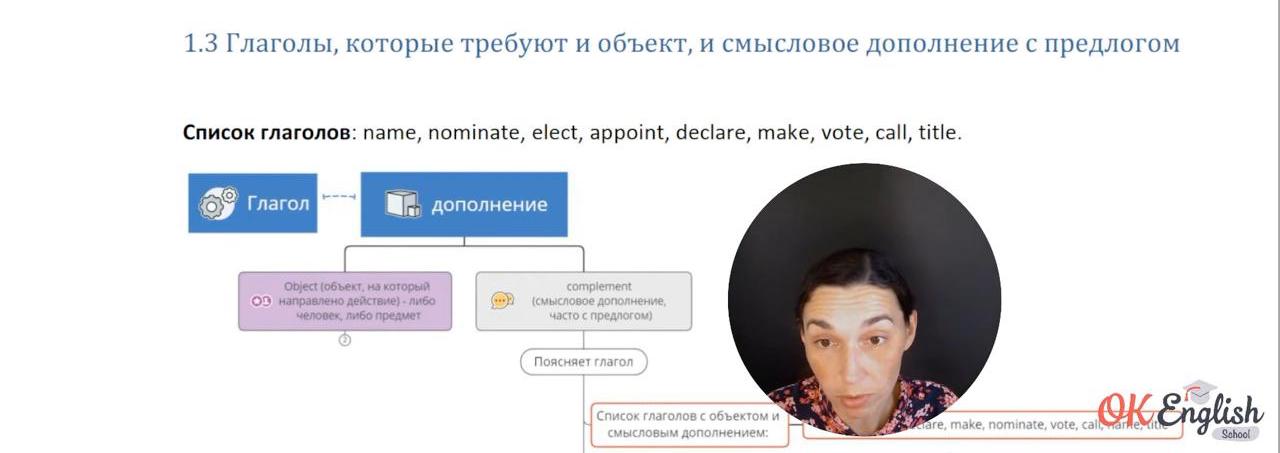 1.3 Глаголы, которые требуют и объект, и смысловое дополнение с предлогом
Список глаголов: name, nominate, elect, appoint, declare, make, vote, call, title.
Глагол
дополнение
Object (объект, на который
направлено действие) - либо
человек, либо предмет
2
complement
(смысловое дополнение,
часто с предлогом)
Поясняет глагол
Список глаголов с объектом и
смысловым дополнением:
make, nominate, vote, call, name, title
OK English
School